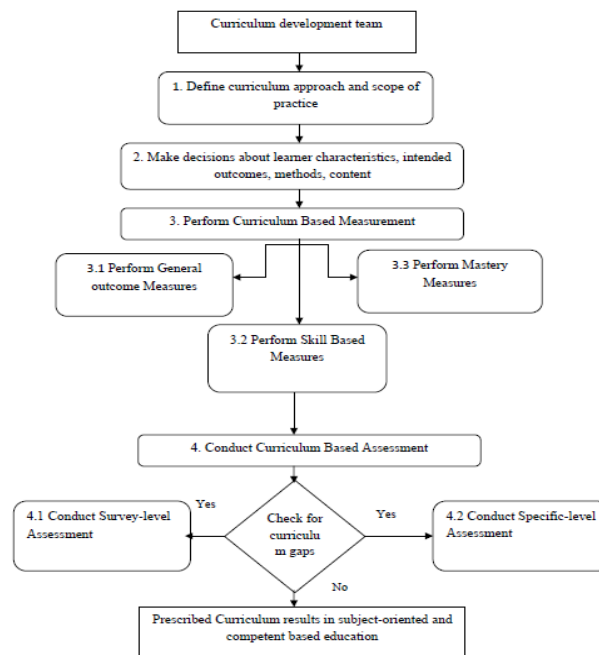 Curriculum development team
1. Define curriculum approach and scope of
practice
2. Make decisions about learner characteristics, intended
outcomes, methods, content
3. Perform Curriculum Based Measurement
3.1 Perform General
outcome Measures
3.3 Perform Mastery
Measures
3.2 Perform Skill Based
Measures
4. Conduct Curriculum Based Assessment
4.1 Conduct Survey-level
Assessment
Yes
Check for
curriculu
m gaps
Yes
4.2 Conduct Specific-level
Assessment
No
Prescribed Curriculum results in subject-oriented and
competent based education